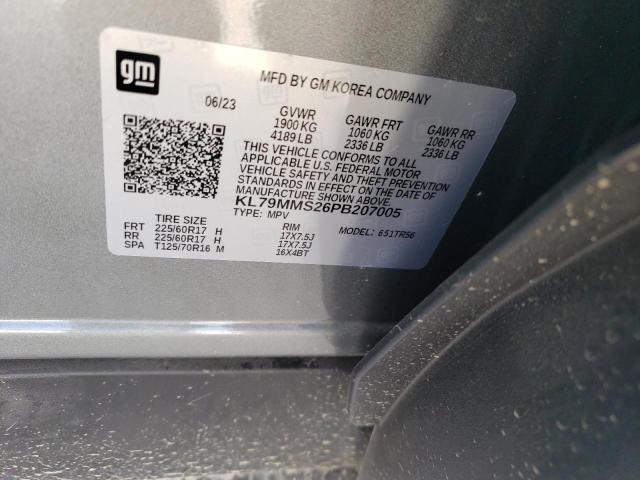 gm
MFD BY GM KOREA COMPANY
06/23 GVWR GAWR FRT GAWR RR
1900 KG 1060 KG 1060 KG
4189 LB 2336 LB 2336 LB
THIS VEHICLE CONFORMS TO ALL
APPLICABLE U.S. FEDERAL MOTOR
VEHICLE SAFETY AND THEFT
STANDARDS IN EFFECT ON THE DATE OF
MANUFACTURE SHOWN ABOVE.
KL79MMS26PB207005
TYPE: MPV MODEL: 651TR56
TIRE SIZE RIM
FRT 225/60R17 H 17X7.5J
RR 225/60R17 H 17X7.5J
SPA T125/70R16 M 16X4BT